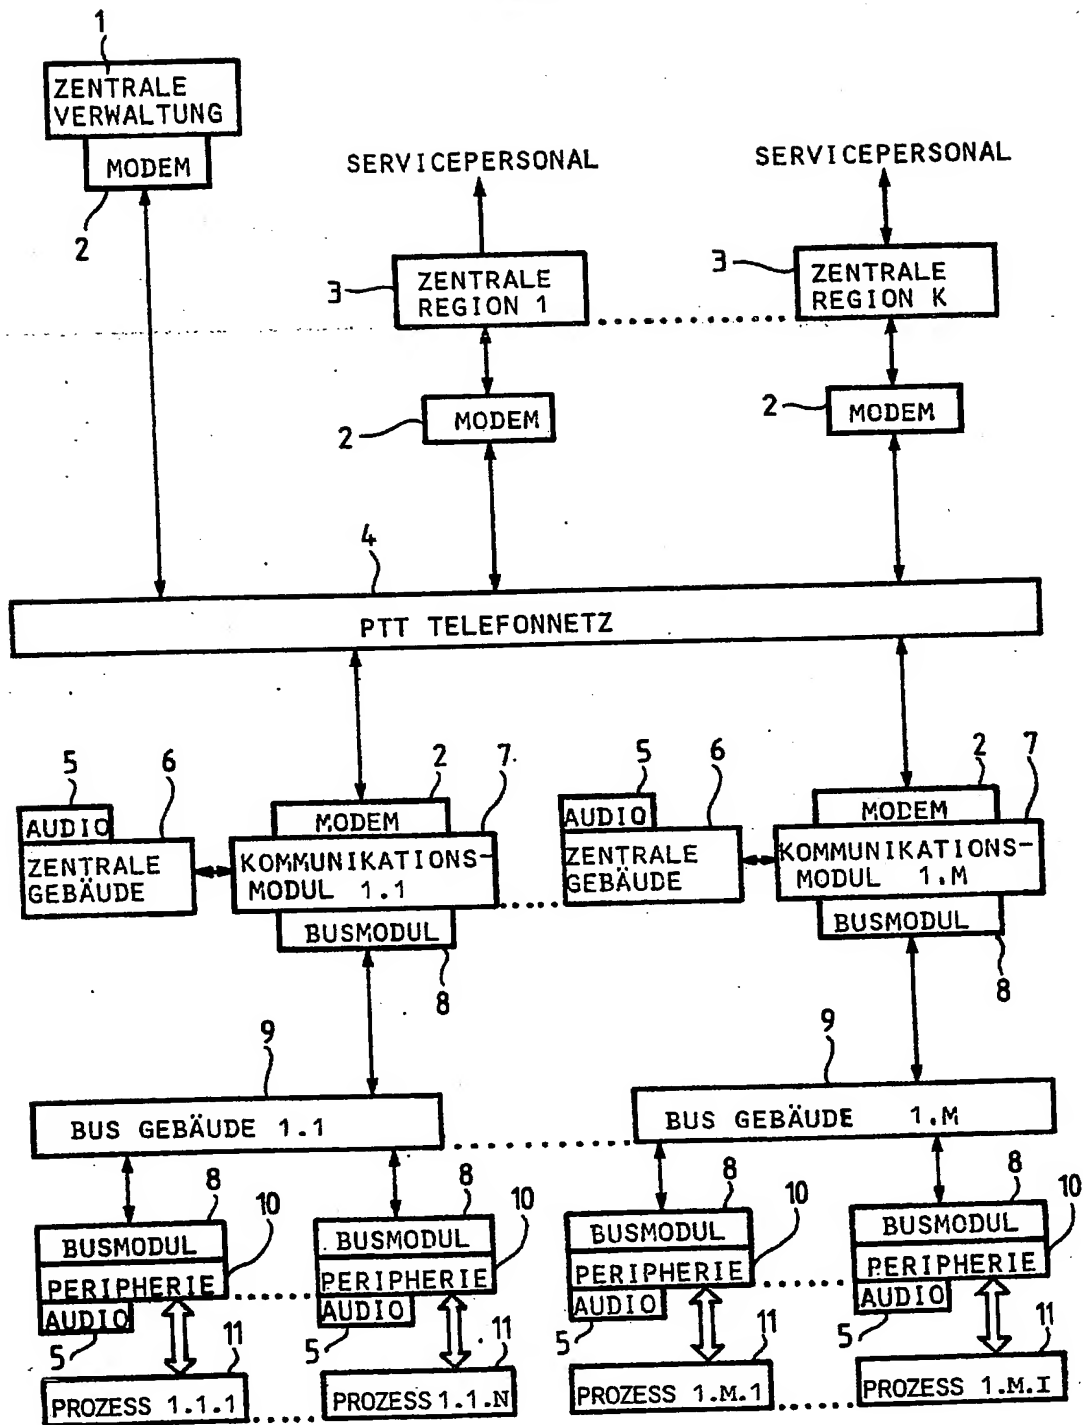 1
ZENTRALE
VERWALTUNG
MODEM
2
SERVICEPERSONAL
SERVICEPERSONAL
3
ZENTRALE
REGION 1
3
ZENTRALE
REGION K
2
MODEM
2
MODEM
4
PTT TELEFONNETZ
5
6
2
7
5
6
2
7
AUDIO
ZENTRALE
GEBÄUDE
MODEM
KOMMUNIKATIONS-
MODUL 1.1
BUSMODUL
8
AUDIO
ZENTRALE
GEBÄUDE
MODEM
KOMMUNIKATIONS-
MODUL 1.M
BUSMODUL
8
9
BUS GEBÄUDE 1.1
9
BUS GEBÄUDE 1.M
8
10
BUSMODUL
PERIPHERIE
AUDIO
5
11
PROZESS 1.1.1
8
10
BUSMODUL
PERIPHERIE
AUDIO
5
11
PROZESS 1.1.N
8
10
BUSMODUL
PERIPHERIE
AUDIO
5
11
PROZESS 1.M.1
8
10
BUSMODUL
PERIPHERIE
AUDIO
5
11
PROZESS 1.M.I